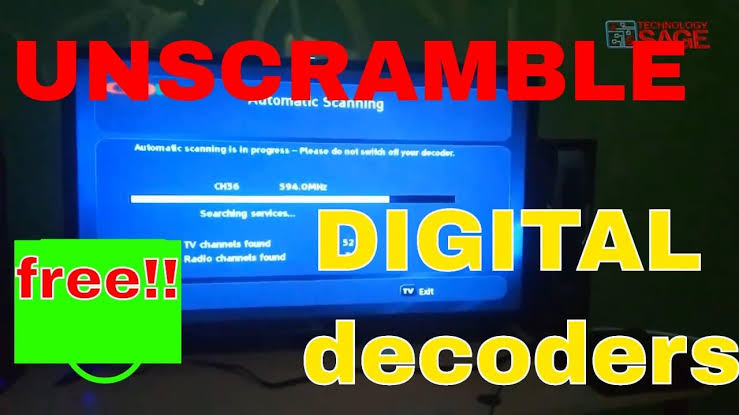 TECHNOLOGY
SAGE
UNSCRAMBLE
Automatic Scanning
Automatic scanning is in progress – Please do not switch off your decoder.
CH36 594.0MHz
Searching services...
TV channels found 52
Radio channels found
TV Exit
free!!
DIGITAL
decoders